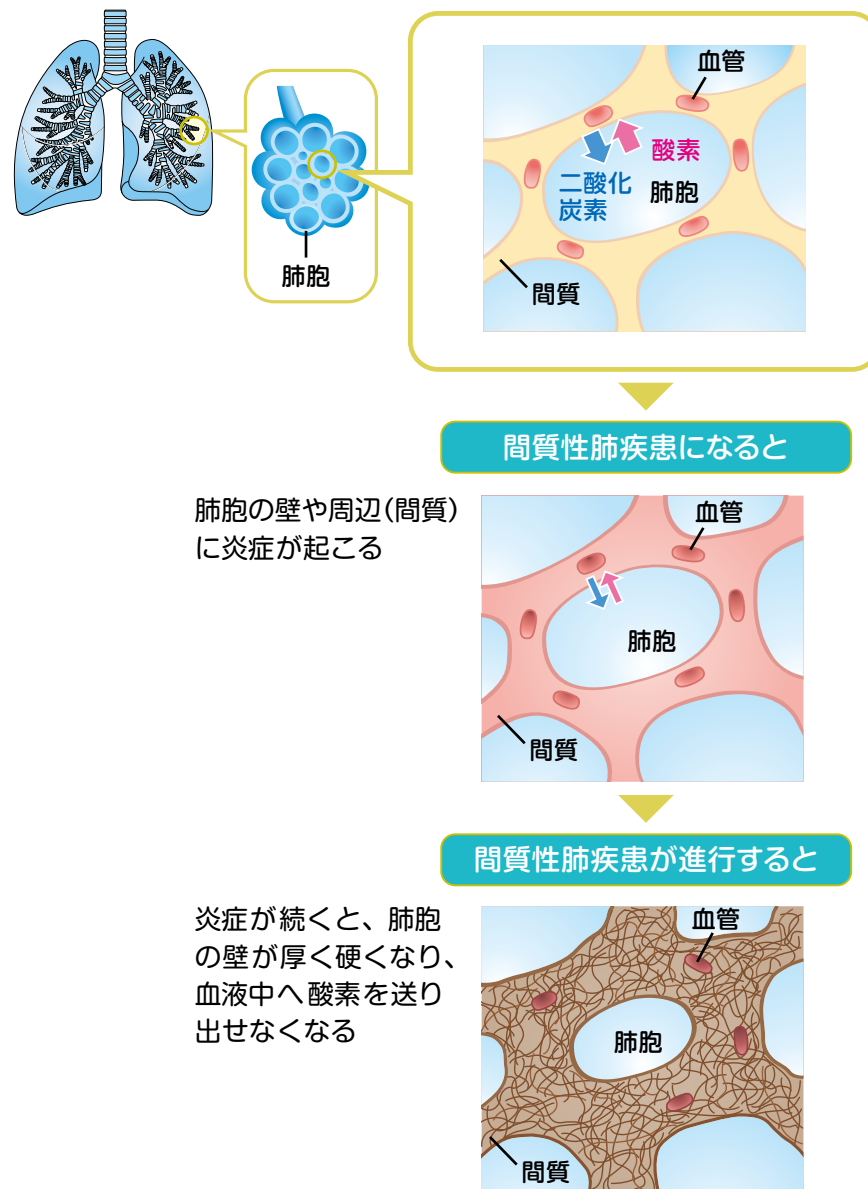 肺胞
血管
酸素
二酸化
炭素
肺胞
間質
間質性肺疾患になると
肺胞の壁や周辺(間質)
に炎症が起こる
血管
肺胞
間質
間質性肺疾患が進行すると
炎症が続くと、肺胞
の壁が厚く硬くなり、
血液中へ酸素を送り
出せなくなる
血管
肺胞
間質